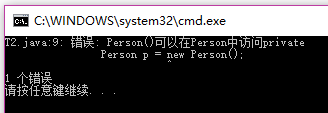 C:\WINDOWS\system32\cmd.exe
T2.java:9: 错误: Person()可以在Person中访问private
Person p = new Person();
^
1 个错误
请按任意键继续. . .